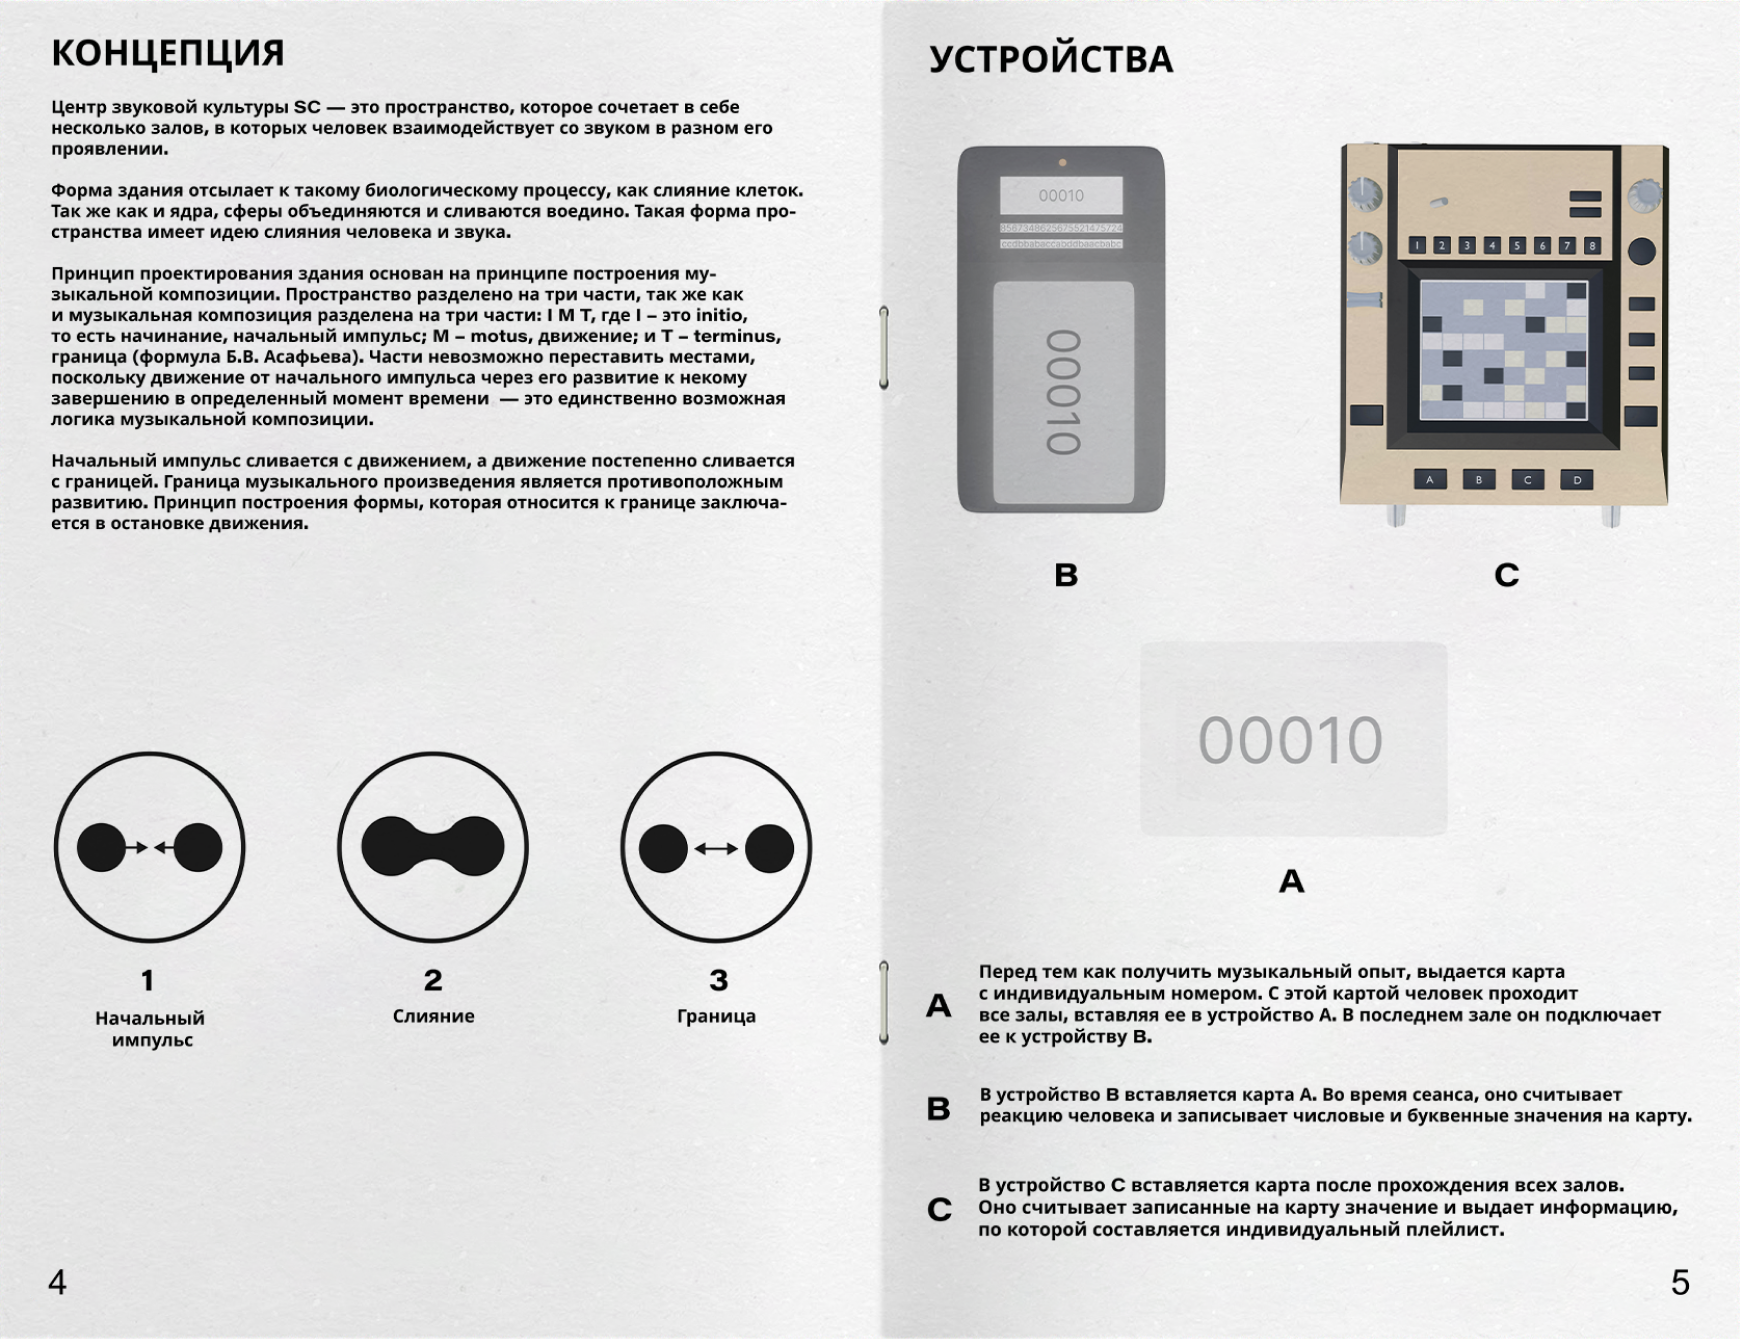 КОНЦЕПЦИЯ
Центр звуковой культуры SC — это пространство, которое сочетает в себе
несколько залов, в которых человек взаимодействует со звуком в разном его
проявлении.
Форма здания отсылает к такому биологическому процессу, как слияние клеток.
Так же как и ядра, сферы объединяются и сливаются воедино. Такая форма про-
странства имеет идею слияния человека и звука.
Принцип проектирования здания основан на принципе построения му-
зыкальной композиции. Пространство разделено на три части, так же как
и музыкальная композиция разделена на три части: I M T, где I – это initio,
то есть начинание, начальный импульс; M – motus, движение; и T – terminus,
граница (формула Б.В. Асафьева). Части невозможно переставить местами,
поскольку движение от начального импульса через его развитие к некому
завершению в определенный момент времени — это единственно возможная
логика музыкальной композиции.
Начальный импульс сливается с движением, а движение постепенно сливается
с границей. Граница музыкального произведения является противоположным
развитию. Принцип построения формы, которая относится к границе заключа-
ется в остановке движения.
1
Начальный
импульс
2
Слияние
3
Граница
4
УСТРОЙСТВА
00010
00010
B
1 2 3 4 5 6 7 8
A B C D
C
00010
A
A
Перед тем как получить музыкальный опыт, выдается карта
с индивидуальным номером. С этой картой человек проходит
все залы, вставляя ее в устройство А. В последнем зале он подключает
ее к устройству B.
B
В устройство B вставляется карта А. Во время сеанса, оно считывает
реакцию человека и записывает числовые и буквенные значения на карту.
C
В устройство C вставляется карта после прохождения всех залов.
Оно считывает записанные на карту значение и выдает информацию,
по которой составляется индивидуальный плейлист.
5